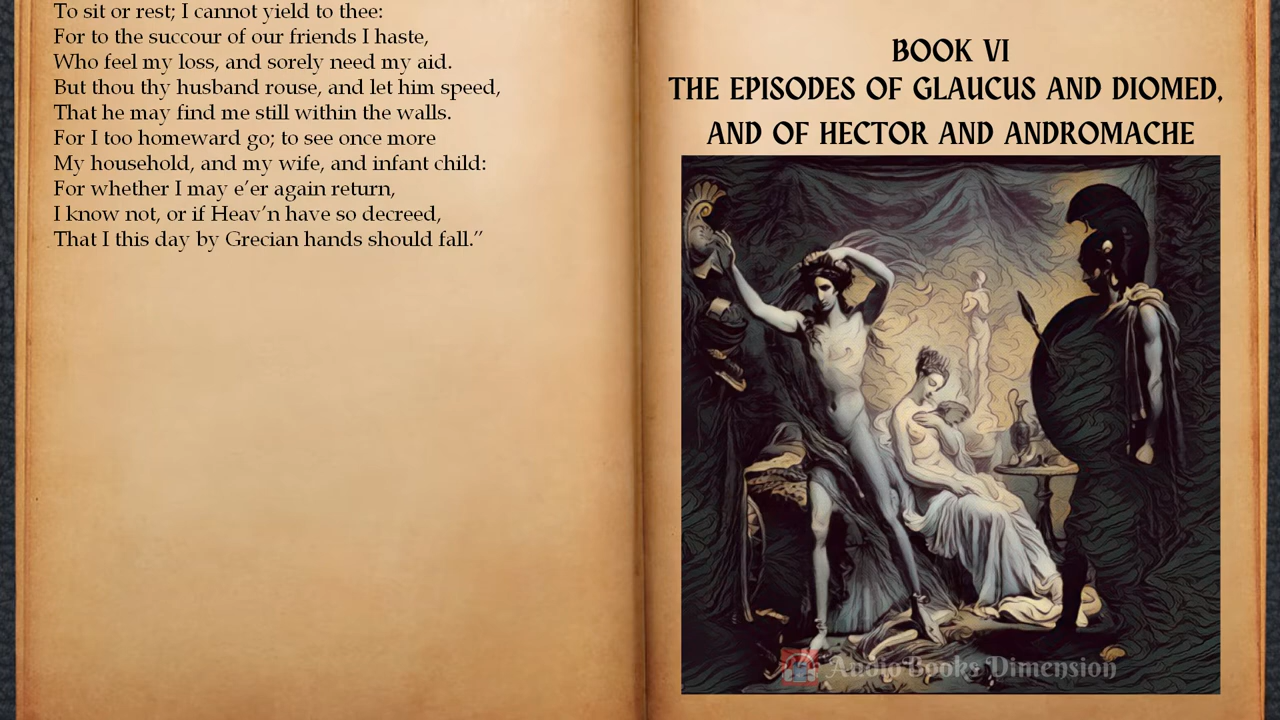 To sit or rest; I cannot yield to thee:
For to the succour of our friends I haste,
Who feel my loss, and sorely need my aid.
But thou thy husband rouse, and let him speed,
That he may find me still within the walls.
For I too homeward go; to see once more
My household, and my wife, and infant child:
For whether I may e’er again return,
I know not, or if Heav’n have so decreed,
That I this day by Grecian hands should fall.”
BOOK VI
THE EPISODES OF GLAUCUS AND DIOMED,
AND OF HECTOR AND ANDROMACHE
AudioBooks Dimension